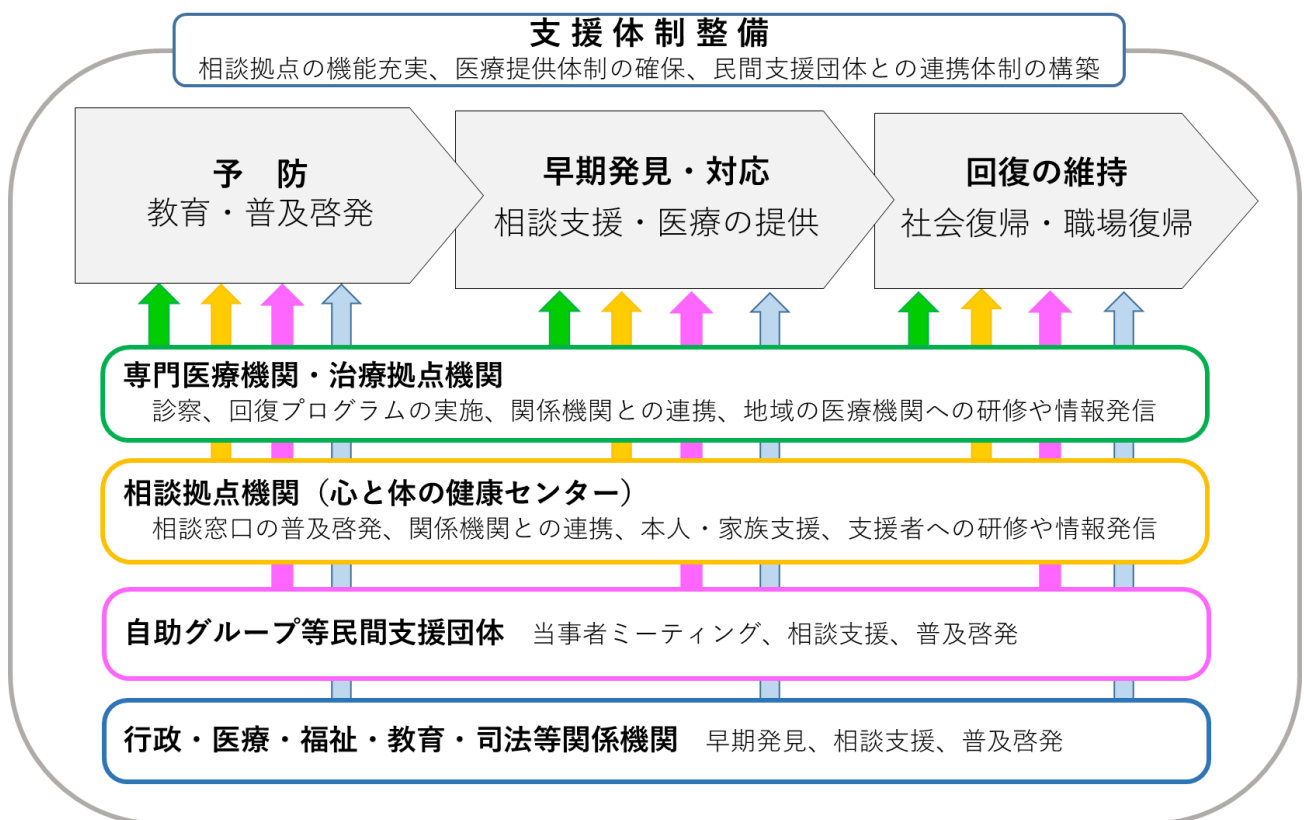 支援体制整備
相談拠点の機能充実、医療提供体制の確保、民間支援団体との連携体制の構築
予　防
教育・普及啓発
早期発見・対応
相談支援・医療の提供
回復の維持
社会復帰・職場復帰
専門医療機関・治療拠点機関
診察、回復プログラムの実施、関係機関との連携、地域の医療機関への研修や情報発信
相談拠点機関（心と体の健康センター）
相談窓口の普及啓発、関係機関との連携、本人・家族支援、支援者への研修や情報発信
自助グループ等民間支援団体　当事者ミーティング、相談支援、普及啓発
行政・医療・福祉・教育・司法等関係機関　早期発見、相談支援、普及啓発